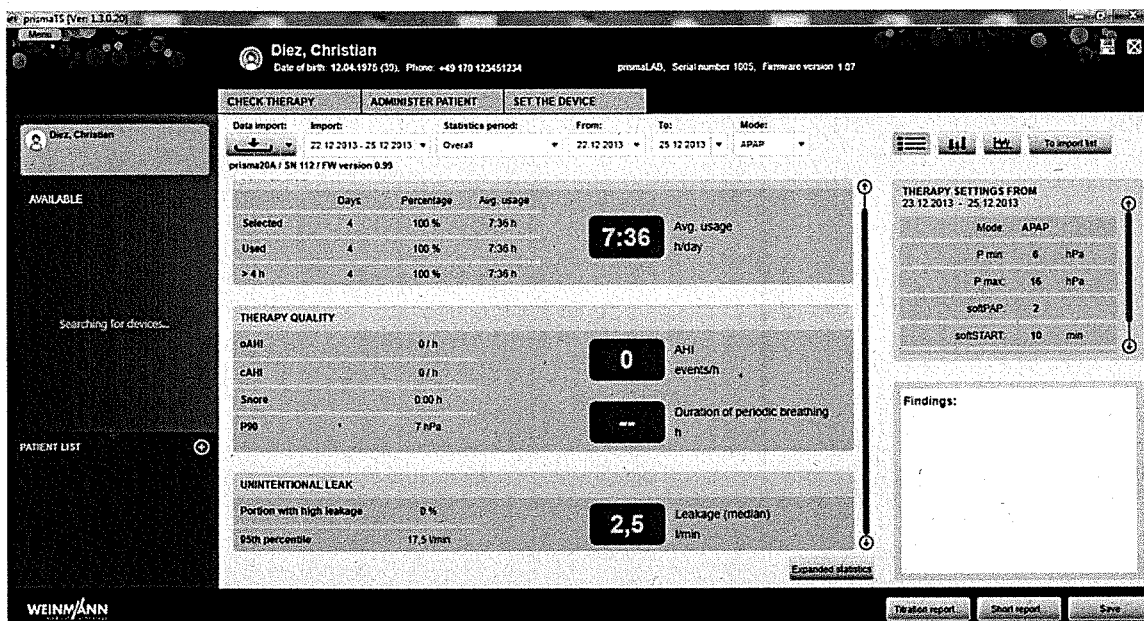 prismaTS [Ver: 1.3.0.20]
Menu
Diez, Christian
Date of birth: 12.04.1975 (39), Phone: +49 170 123451234
prismaLAB, Serial number 1005, Firmware version 1.07
CHECK THERAPY ADMINISTER PATIENT SET THE DEVICE
Diez, Christian
AVAILABLE
Searching for devices...
PATIENT LIST
Data import: Import: Statistics period: From: To: Mode:
22.12.2013 - 25.12.2013 Overall 22.12.2013 25.12.2013 APAP
To import list
prisma20A / SN 112 / FW version 0.99
Days Percentage Avg. usage
Selected 4 100 % 7:36 h
Used 4 100 % 7:36 h
> 4 h 4 100 % 7:36 h
7:36 Avg. usage
h/day
THERAPY QUALITY
oAHI 0 / h
cAHI 0 / h
Snore 0:00 h
P90 7 hPa
0 AHI
events/h
-- Duration of periodic breathing
h
UNINTENTIONAL LEAK
Portion with high leakage 0 %
95th percentile 17,5 l/min
2,5 Leakage (median)
l/min
Expanded statistics
THERAPY SETTINGS FROM
23.12.2013 - 25.12.2013
Mode: APAP
P min: 6 hPa
P max: 16 hPa
softPAP: 2
softSTART: 10 min
Findings:
WEINMANN
Titration report Short report Save